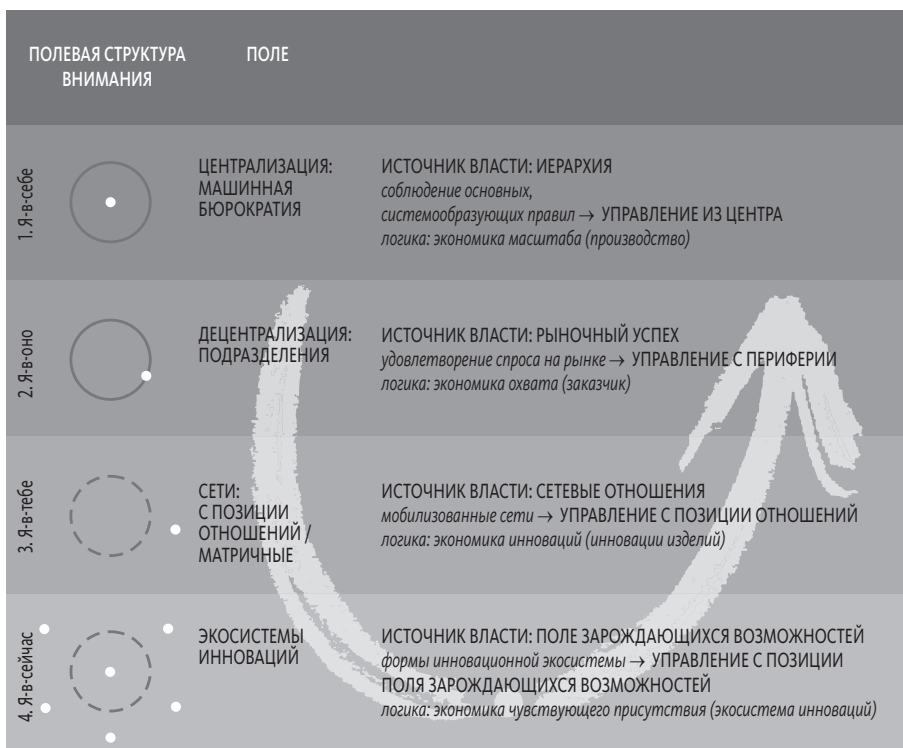 ПОЛЕВАЯ СТРУКТУРА
ВНИМАНИЯ
ПОЛЕ
1. Я-в-себе
ЦЕНТРАЛИЗАЦИЯ:
МАШИННАЯ
БЮРОКРАТИЯ
ИСТОЧНИК ВЛАСТИ: ИЕРАРХИЯ
соблюдение основных,
системообразующих правил → УПРАВЛЕНИЕ ИЗ ЦЕНТРА
логика: экономика масштаба (производство)
2. Я-в-оно
ДЕЦЕНТРАЛИЗАЦИЯ:
ПОДРАЗДЕЛЕНИЯ
ИСТОЧНИК ВЛАСТИ: РЫНОЧНЫЙ УСПЕХ
удовлетворение спроса на рынке → УПРАВЛЕНИЕ С ПЕРИФЕРИИ
логика: экономика охвата (заказчик)
3. Я-в-тебе
СЕТИ:
С ПОЗИЦИИ
ОТНОШЕНИЙ /
МАТРИЧНЫЕ
ИСТОЧНИК ВЛАСТИ: СЕТЕВЫЕ ОТНОШЕНИЯ
мобилизованные сети → УПРАВЛЕНИЕ С ПОЗИЦИИ ОТНОШЕНИЙ
логика: экономика инноваций (инновации изделий)
4. Я-в-сейчас
ЭКОСИСТЕМЫ
ИННОВАЦИЙ
ИСТОЧНИК ВЛАСТИ: ПОЛЕ ЗАРОЖДАЮЩИХСЯ ВОЗМОЖНОСТЕЙ
формы инновационной экосистемы → УПРАВЛЕНИЕ С ПОЗИЦИИ
ПОЛЯ ЗАРОЖДАЮЩИХСЯ ВОЗМОЖНОСТЕЙ
логика: экономика чувствующего присутствия (экосистема инноваций)